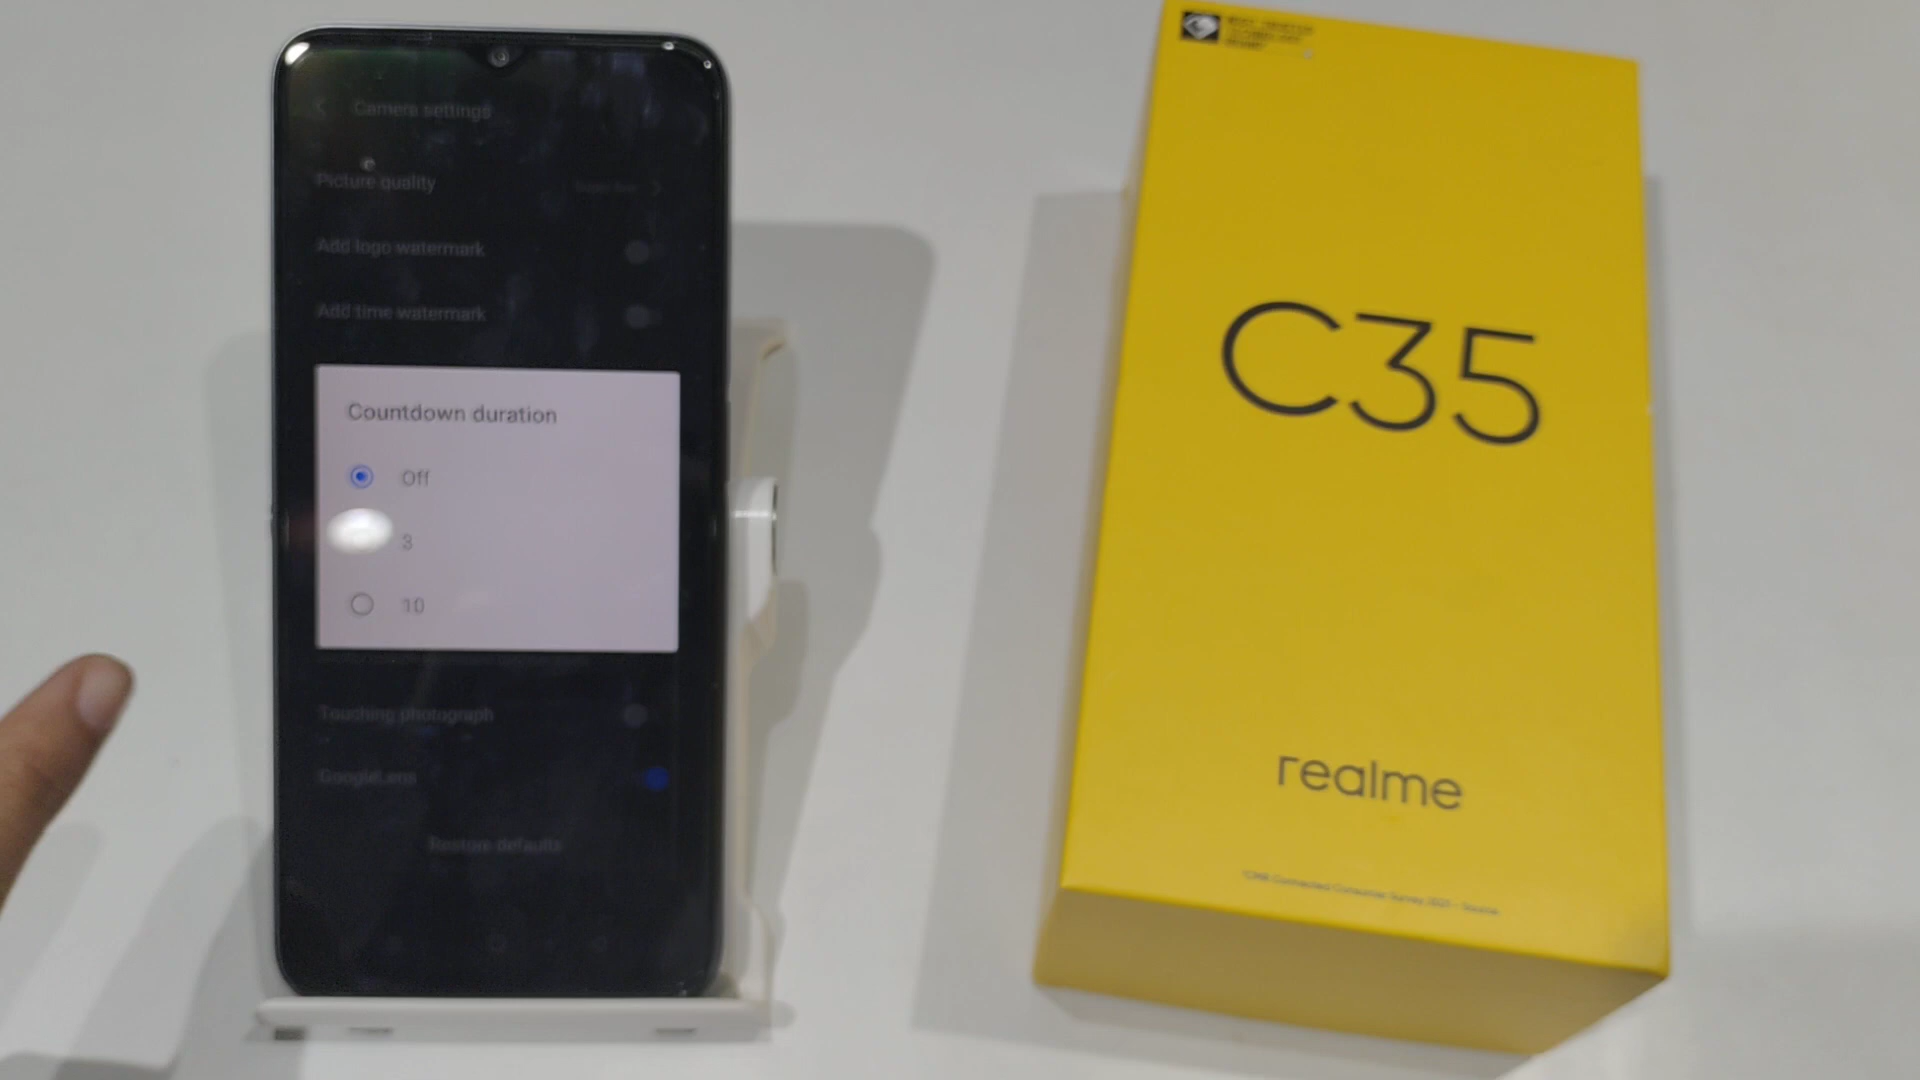 Camera settings
Picture quality
Add logo watermark
Add time watermark
Countdown duration
Off
3
10
Touching photograph
Google Lens
Restore defaults
C35
realme